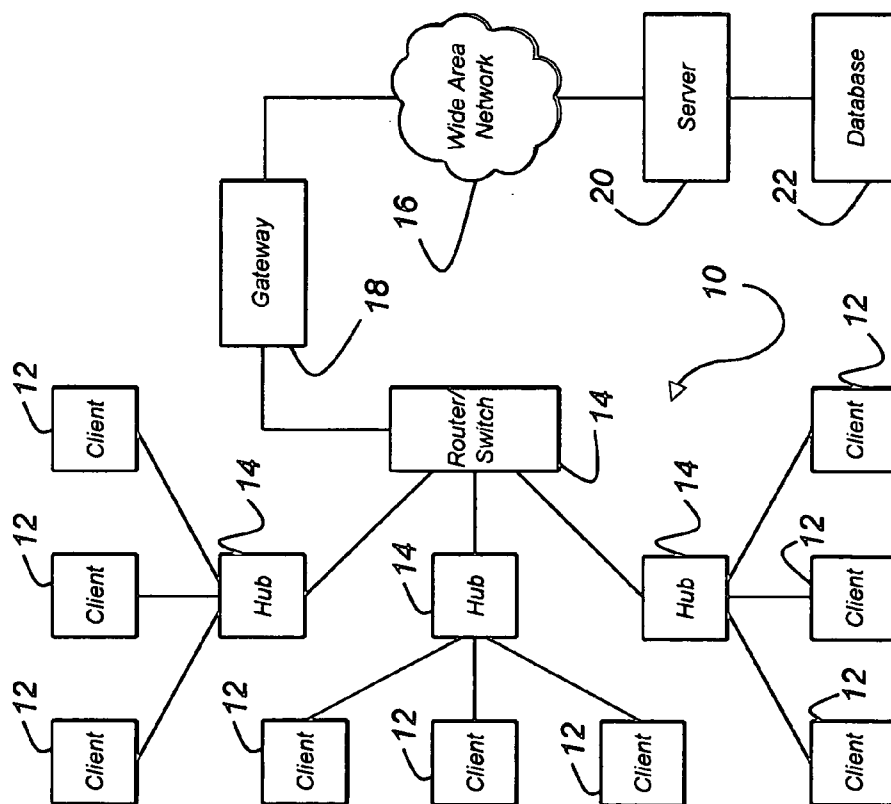 12
12
12
Client
Client
Client
12
14
Client
Hub
Gateway
18
12
14
16
Client
Hub
Router/
Switch
Wide Area
Network
12
14
20
Client
Hub
14
10
Server
22
12
12
12
Client
Client
Client
Database